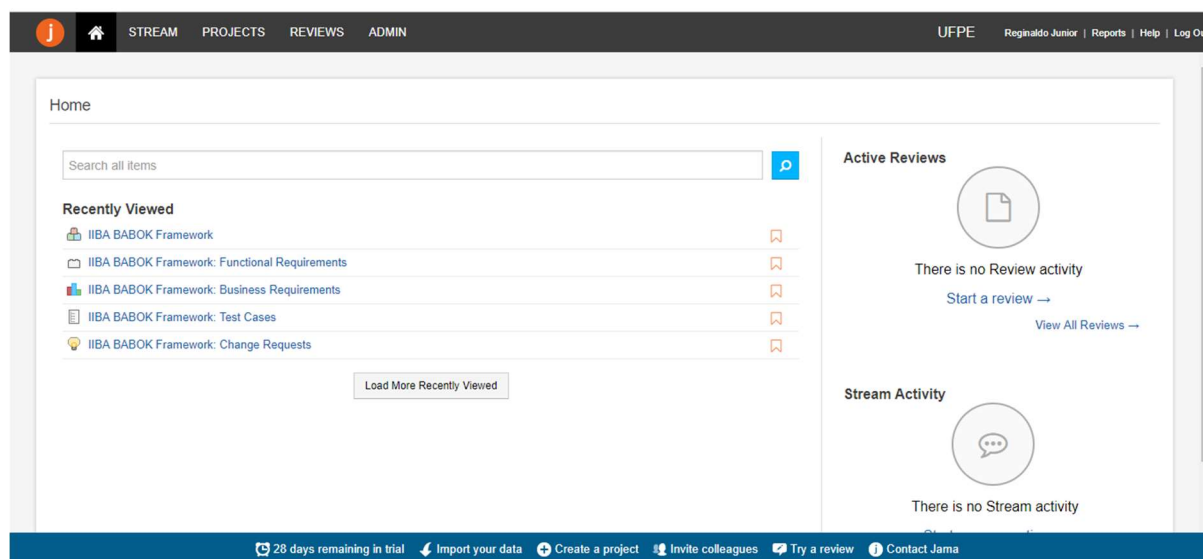 j STREAM PROJECTS REVIEWS ADMIN UFPE Reginaldo Junior | Reports | Help | Log Ou
Home
Search all items
Recently Viewed
IIBA BABOK Framework
IIBA BABOK Framework: Functional Requirements
IIBA BABOK Framework: Business Requirements
IIBA BABOK Framework: Test Cases
IIBA BABOK Framework: Change Requests
Load More Recently Viewed
Active Reviews
There is no Review activity
Start a review →
View All Reviews →
Stream Activity
There is no Stream activity
28 days remaining in trial Import your data Create a project Invite colleagues Try a review j Contact Jama